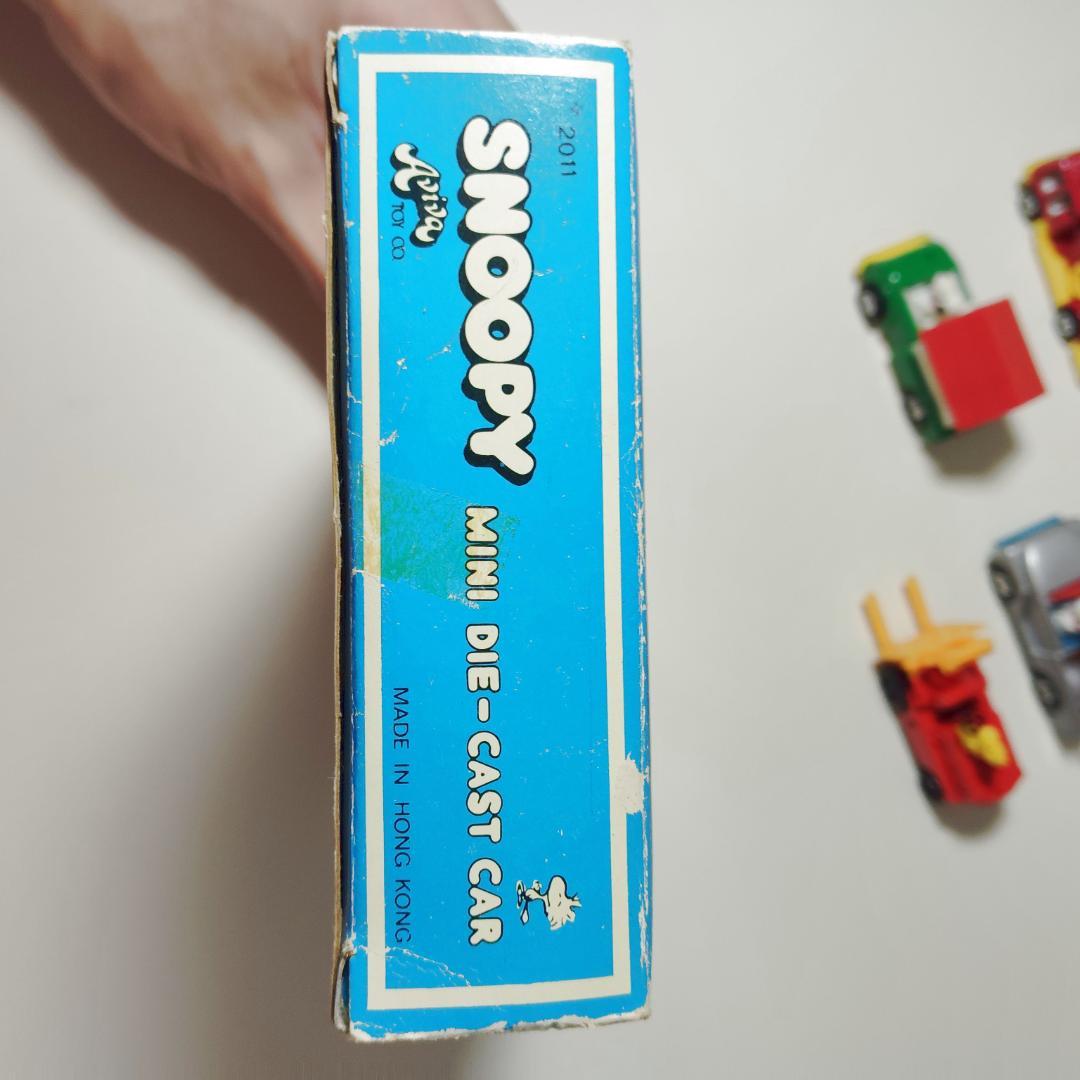 2011
SNOOPY
Aviva
TOY CO.
MINI DIE-CAST CAR
MADE IN HONG KONG